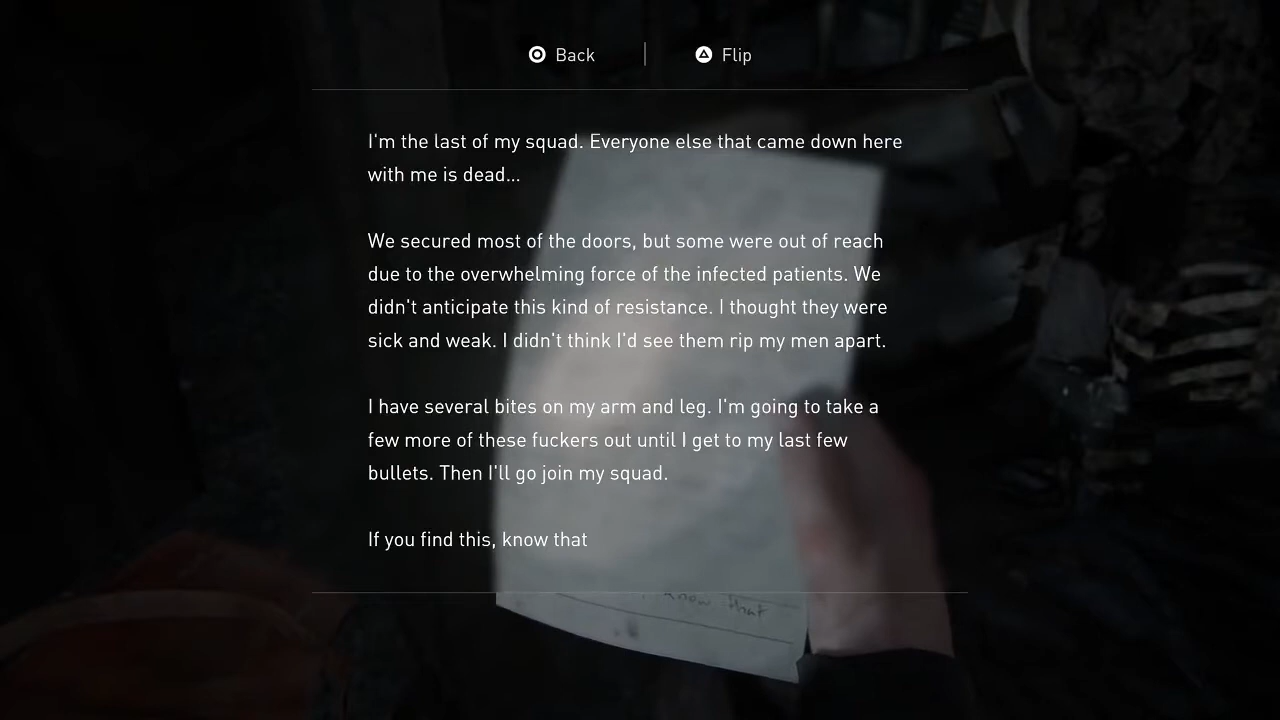 Back
Flip
I'm the last of my squad. Everyone else that came down here
with me is dead...
We secured most of the doors, but some were out of reach
due to the overwhelming force of the infected patients. We
didn't anticipate this kind of resistance. I thought they were
sick and weak. I didn't think I'd see them rip my men apart.
I have several bites on my arm and leg. I'm going to take a
few more of these fuckers out until I get to my last few
bullets. Then I'll go join my squad.
If you find this, know that
know that